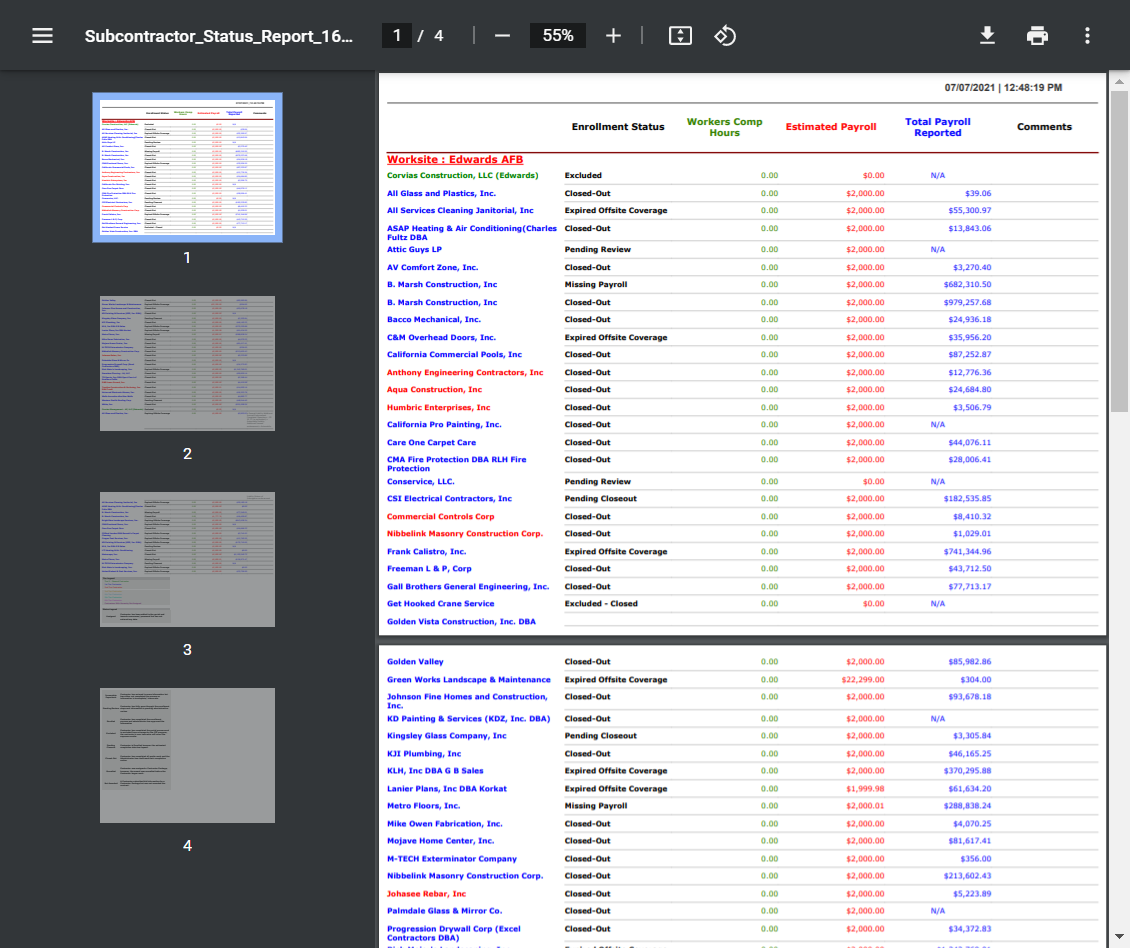 Subcontractor_Status_Report_16... 1 / 4 55%
07/07/2021 | 12:48:19 PM
Enrollment Status Workers Comp Hours Estimated Payroll Total Payroll Reported Comments
Worksite : Edwards AFB
Corvias Construction, LLC (Edwards) Excluded 0.00 $0.00 N/A
All Glass and Plastics, Inc. Closed-Out 0.00 $2,000.00 $39.06
All Services Cleaning Janitorial, Inc Expired Offsite Coverage 0.00 $2,000.00 $55,300.97
ASAP Heating & Air Conditioning(Charles Closed-Out 0.00 $2,000.00 $13,843.06
Fultz DBA
Attic Guys LP Pending Review 0.00 $2,000.00 N/A
AV Comfort Zone, Inc. Closed-Out 0.00 $2,000.00 $3,270.40
B. Marsh Construction, Inc Missing Payroll 0.00 $2,000.00 $682,310.50
B. Marsh Construction, Inc Closed-Out 0.00 $2,000.00 $979,257.68
Bacco Mechanical, Inc. Closed-Out 0.00 $2,000.00 $24,936.18
C&M Overhead Doors, Inc. Expired Offsite Coverage 0.00 $2,000.00 $35,956.20
California Commercial Pools, Inc Closed-Out 0.00 $2,000.00 $87,252.87
Anthony Engineering Contractors, Inc Closed-Out 0.00 $2,000.00 $12,776.36
Aqua Construction, Inc Closed-Out 0.00 $2,000.00 $24,684.80
Humbric Enterprises, Inc Closed-Out 0.00 $2,000.00 $3,506.79
California Pro Painting, Inc. Closed-Out 0.00 $2,000.00 N/A
Care One Carpet Care Closed-Out 0.00 $2,000.00 $44,076.11
CMA Fire Protection DBA RLH Fire Closed-Out 0.00 $2,000.00 $28,006.41
Protection
Conservice, LLC. Pending Review 0.00 $0.00 N/A
CSI Electrical Contractors, Inc Pending Closeout 0.00 $2,000.00 $182,535.85
Commercial Controls Corp Closed-Out 0.00 $2,000.00 $8,410.32
Nibbelink Masonry Construction Corp. Closed-Out 0.00 $2,000.00 $1,029.01
Frank Calistro, Inc. Expired Offsite Coverage 0.00 $2,000.00 $741,344.96
Freeman L & P, Corp Closed-Out 0.00 $2,000.00 $43,712.50
Gall Brothers General Engineering, Inc. Closed-Out 0.00 $2,000.00 $77,713.17
Get Hooked Crane Service Excluded - Closed 0.00 $0.00 N/A
Golden Vista Construction, Inc. DBA
Golden Valley Closed-Out 0.00 $2,000.00 $85,982.86
Green Works Landscape & Maintenance Expired Offsite Coverage 0.00 $22,299.00 $304.00
Johnson Fine Homes and Construction, Closed-Out 0.00 $2,000.00 $93,678.18
Inc.
KD Painting & Services (KDZ, Inc. DBA) Closed-Out 0.00 $2,000.00 N/A
Kingsley Glass Company, Inc Pending Closeout 0.00 $2,000.00 $3,305.84
KJI Plumbing, Inc Closed-Out 0.00 $2,000.00 $46,165.25
KLH, Inc DBA G B Sales Expired Offsite Coverage 0.00 $2,000.00 $370,295.88
Lanier Plans, Inc DBA Korkat Expired Offsite Coverage 0.00 $1,999.98 $61,634.20
Metro Floors, Inc. Missing Payroll 0.00 $2,000.01 $288,838.24
Mike Owen Fabrication, Inc. Closed-Out 0.00 $2,000.00 $4,070.25
Mojave Home Center, Inc. Closed-Out 0.00 $2,000.00 $81,617.41
M-TECH Exterminator Company Closed-Out 0.00 $2,000.00 $356.00
Nibbelink Masonry Construction Corp. Closed-Out 0.00 $2,000.00 $213,602.43
Johasee Rebar, Inc Closed-Out 0.00 $2,000.00 $5,223.89
Palmdale Glass & Mirror Co. Closed-Out 0.00 $2,000.00 N/A
Progression Drywall Corp (Excel Closed-Out 0.00 $2,000.00 $34,372.83
Contractors DBA)
1
2
3
4